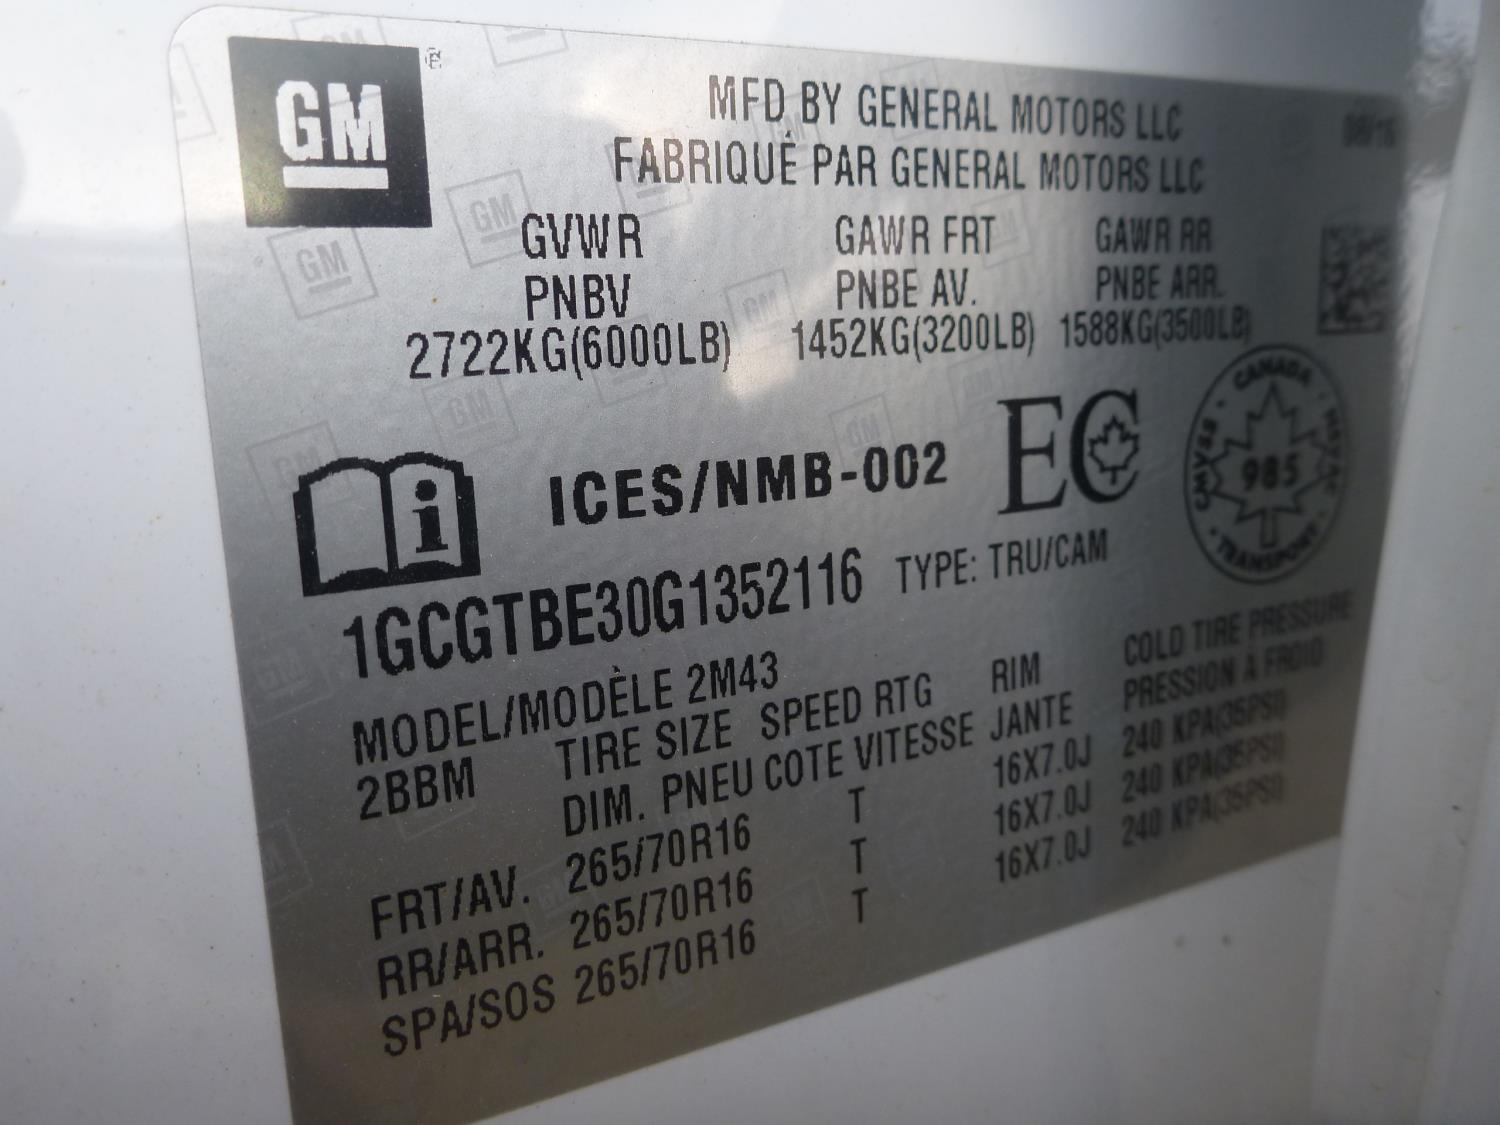 GM
MFD BY GENERAL MOTORS LLC
FABRIQUÉ PAR GENERAL MOTORS LLC
GVWR GAWR FRT GAWR RR
PNBV PNBE AV. PNBE ARR.
2722KG(6000LB) 1452KG(3200LB) 1588KG(3500LB)
ICES/NMB-002 EC
CANADA
CMVSS 985 NSVAC
TRANSPORT
1GCGTBE30G1352116 TYPE: TRU/CAM
MODEL/MODÈLE 2M43
2BBM TIRE SIZE SPEED RTG RIM COLD TIRE PRESSURE
DIM. PNEU COTE VITESSE JANTE PRESSION À FROID
FRT/AV. 265/70R16 T 16X7.0J 240 KPA(35PSI)
RR/ARR. 265/70R16 T 16X7.0J 240 KPA(35PSI)
SPA/SOS 265/70R16 T 16X7.0J 240 KPA(35PSI)